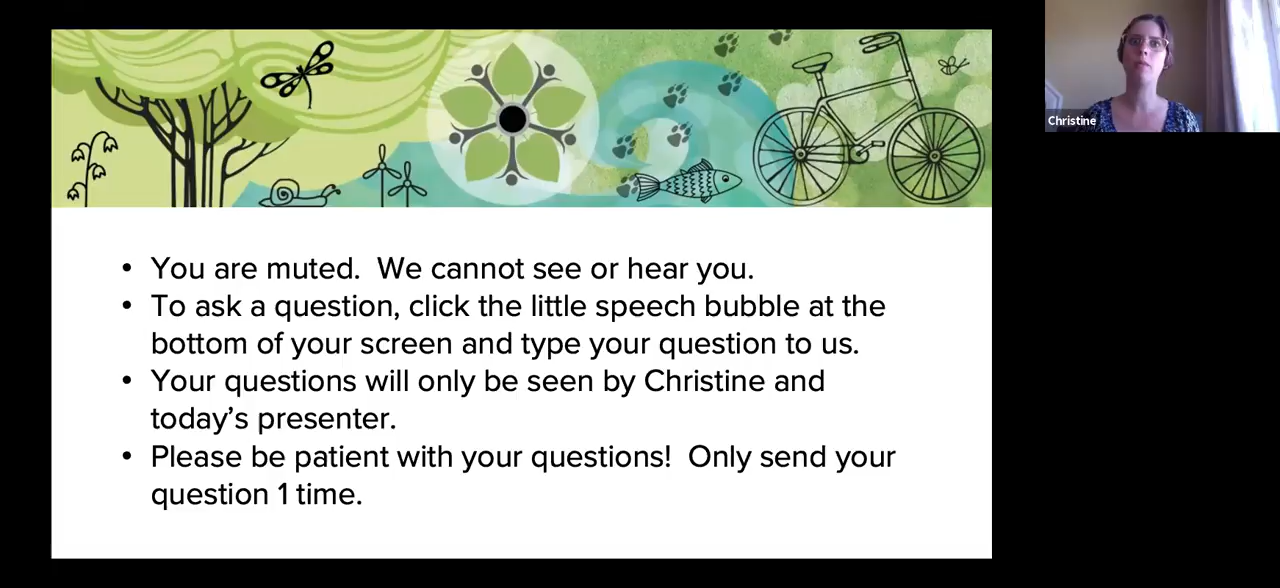 Christine
• You are muted.  We cannot see or hear you.
• To ask a question, click the little speech bubble at the
bottom of your screen and type your question to us.
• Your questions will only be seen by Christine and
today’s presenter.
• Please be patient with your questions!  Only send your
question 1 time.